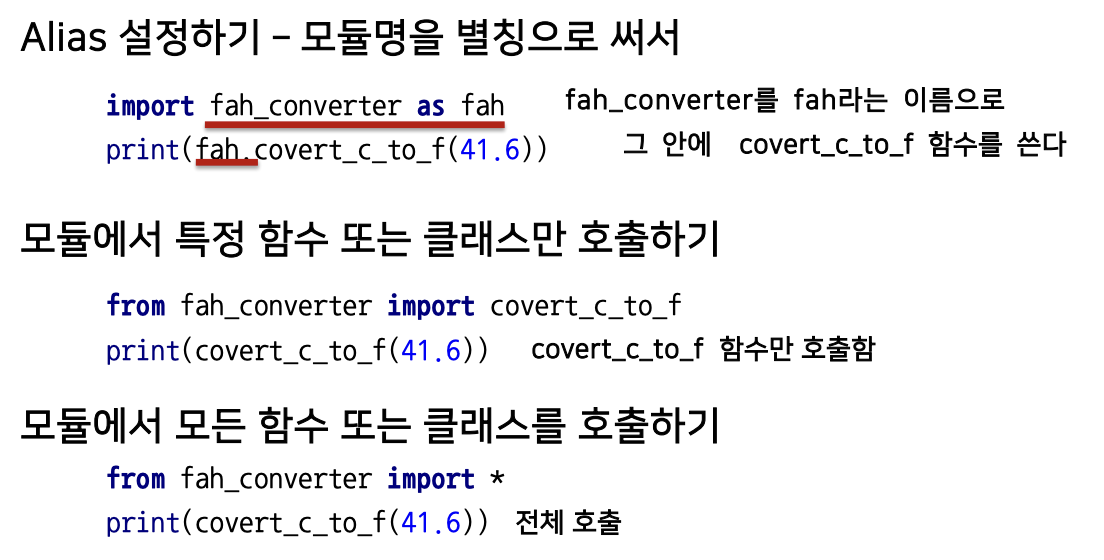 Alias 설정하기 – 모듈명을 별칭으로 써서
import fah_converter as fah fah_converter를 fah라는 이름으로
print(fah.covert_c_to_f(41.6)) 그 안에 covert_c_to_f 함수를 쓴다
모듈에서 특정 함수 또는 클래스만 호출하기
from fah_converter import covert_c_to_f
print(covert_c_to_f(41.6)) covert_c_to_f 함수만 호출함
모듈에서 모든 함수 또는 클래스를 호출하기
from fah_converter import *
print(covert_c_to_f(41.6)) 전체 호출